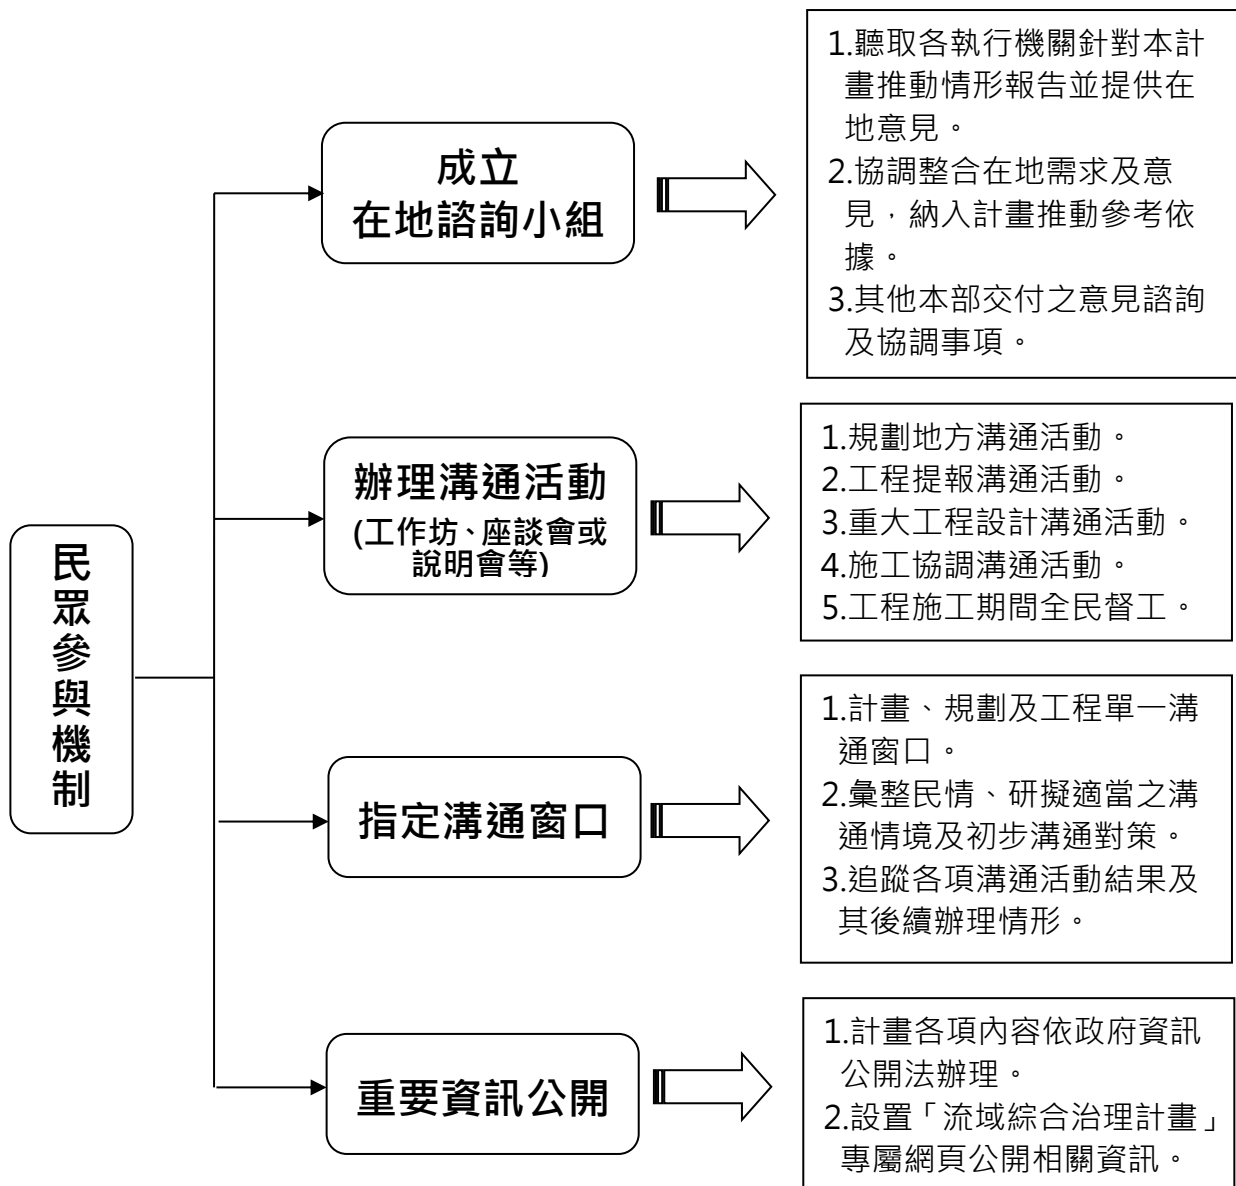 民眾參與機制
成立
在地諮詢小組
1.聽取各執行機關針對本計
畫推動情形報告並提供在
地意見。
2.協調整合在地需求及意
見，納入計畫推動參考依
據。
3.其他本部交付之意見諮詢
及協調事項。
辦理溝通活動
(工作坊、座談會或
說明會等)
1.規劃地方溝通活動。
2.工程提報溝通活動。
3.重大工程設計溝通活動。
4.施工協調溝通活動。
5.工程施工期間全民督工。
指定溝通窗口
1.計畫、規劃及工程單一溝
通窗口。
2.彙整民情、研擬適當之溝
通情境及初步溝通對策。
3.追蹤各項溝通活動結果及
其後續辦理情形。
重要資訊公開
1.計畫各項內容依政府資訊
公開法辦理。
2.設置「流域綜合治理計畫」
專屬網頁公開相關資訊。